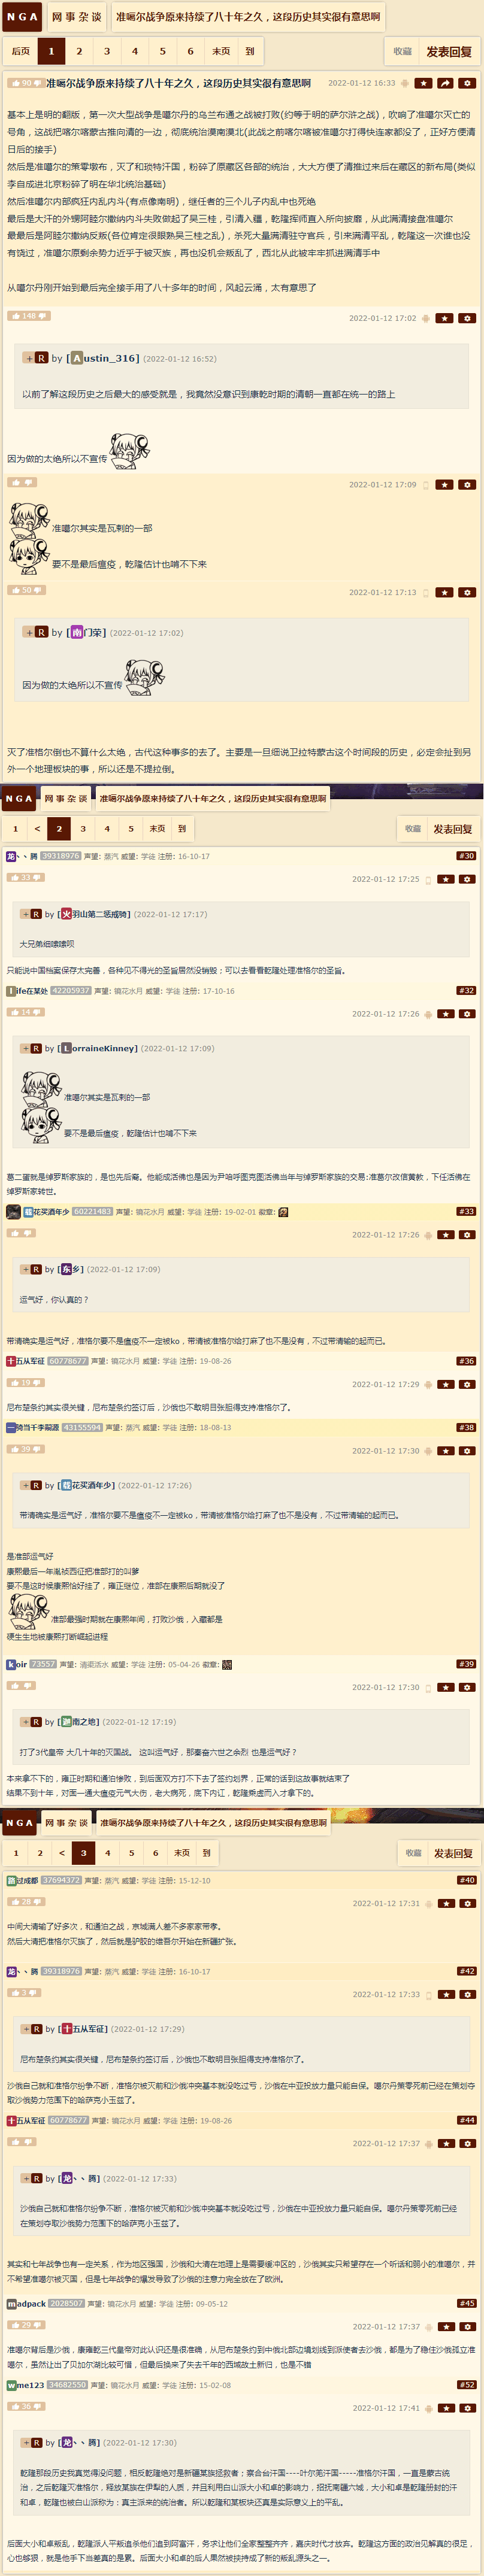 NGA 网事杂谈 准噶尔战争原来持续了八十年之久，这段历史其实很有意思啊
后页 1 2 3 4 5 6 末页 到 收藏 发表回复
90 准噶尔战争原来持续了八十年之久，这段历史其实很有意思啊 2022-01-12 16:33
基本上是明的翻版，第一次大型战争是噶尔丹的乌兰布通之战被打败(约等于明的萨尔浒之战)，吹响了准噶尔灭亡的
号角，这战把喀尔喀蒙古推向清的一边，彻底统治漠南漠北(此战之前喀尔喀被准噶尔打得快连家都没了，正好方便清
日后的接手)
然后是准噶尔的策零墩布，灭了和琐特汗国，粉碎了原藏区各部的统治，大大方便了清推过来后在藏区的新布局(类似
李自成进北京粉碎了明在华北统治基础)
然后准噶尔内部疯狂内乱内斗(有点像南明)，继任者的三个儿子内乱中也死绝
最后是大汗的外甥阿睦尔撒纳内斗失败做起了吴三桂，引清入疆，乾隆挥师直入所向披靡，从此满清接盘准噶尔
最最后是阿睦尔撒纳反叛(各位肯定很眼熟吴三桂之乱)，杀死大量满清驻守官兵，引来满清平乱，乾隆这一次谁也没
有饶过，准噶尔原剩余势力近乎于被灭族，再也没机会叛乱了，西北从此被牢牢抓进满清手中
从噶尔丹刚开始到最后完全接手用了八十多年的时间，风起云涌，太有意思了
148 2022-01-12 17:02
+ R by [Austin_316] (2022-01-12 16:52)
以前了解这段历史之后最大的感受就是，我竟然没意识到康乾时期的清朝一直都在统一的路上
因为做的太绝所以不宣传
2022-01-12 17:09
准噶尔其实是瓦剌的一部
要不是最后瘟疫，乾隆估计也啃不下来
50 2022-01-12 17:13
+ R by [南门荣] (2022-01-12 17:02)
因为做的太绝所以不宣传
灭了准格尔倒也不算什么太绝，古代这种事多的去了。主要是一旦细说卫拉特蒙古这个时间段的历史，必定会扯到另
外一个地理板块的事，所以还是不提拉倒。
NGA 网事杂谈 准噶尔战争原来持续了八十年之久，这段历史其实很有意思啊
1 < 2 3 4 5 末页 到 收藏 发表回复
龙丶丶腾 39318976 声望: 蒸汽 威望: 学徒 注册: 16-10-17 #30
33 2022-01-12 17:25
+ R by [火羽山第二惩戒骑] (2022-01-12 17:17)
大兄弟细嗦嗦呗
只能说中国档案保存太完善，各种见不得光的圣旨居然没销毁；可以去看看乾隆处理准格尔的圣旨。
life在某处 42205937 声望: 镜花水月 威望: 学徒 注册: 17-10-16 #32
14 2022-01-12 17:26
+ R by [LorraineKinney] (2022-01-12 17:09)
准噶尔其实是瓦剌的一部
要不是最后瘟疫，乾隆估计也啃不下来
葛二蛋就是绰罗斯家族的，是也先后裔。他能成活佛也是因为尹咱呼图克图活佛当年与绰罗斯家族的交易:准葛尔改信黄教，下任活佛在
绰罗斯家转世。
花买酒年少 60221483 声望: 镜花水月 威望: 学徒 注册: 19-02-01 徽章: #33
2022-01-12 17:26
+ R by [东乡] (2022-01-12 17:09)
运气好，你认真的？
带清确实是运气好，准格尔要不是瘟疫不一定被ko，带清被准格尔给打麻了也不是没有，不过带清输的起而已。
十五从军征 60778677 声望: 镜花水月 威望: 学徒 注册: 19-08-26 #36
19 2022-01-12 17:29
尼布楚条约其实很关键，尼布楚条约签订后，沙俄也不敢明目张胆得支持准格尔了。
一骑当千李嗣源 43155594 声望: 蒸汽 威望: 学徒 注册: 18-08-13 #38
39 2022-01-12 17:30
+ R by [花买酒年少] (2022-01-12 17:26)
带清确实是运气好，准格尔要不是瘟疫不一定被ko，带清被准格尔给打麻了也不是没有，不过带清输的起而已。
是准部运气好
康熙最后一年胤祯西征把准部打的叫爹
要不是这时候康熙恰好挂了，雍正继位，准部在康熙后期就没了
准部最强时期就在康熙年间，打败沙俄，入藏都是
硬生生地被康熙打断崛起进程
koir 73557 声望: 消渠活水 威望: 学徒 注册: 05-04-26 徽章: #39
2022-01-12 17:30
+ R by [南之地] (2022-01-12 17:19)
打了3代皇帝 大几十年的灭国战。 这叫运气好，那秦奋六世之余烈 也是运气好？
本来拿不下的，雍正时期和通泊惨败，到后面双方打不下去了签约划界，正常的话到这故事就结束了
结果不到十年，对面一通大瘟疫元气大伤，老大病死，底下内讧，乾隆乘虚而入才拿下的。
NGA 网事杂谈 准噶尔战争原来持续了八十年之久，这段历史其实很有意思啊
1 2 < 3 4 5 6 末页 到 收藏 发表回复
路过成都 37694372 声望: 蒸汽 威望: 学徒 注册: 15-12-10 #40
28 2022-01-12 17:31
中间大清输了好多次，和通泊之战，京城满人差不多家家带孝。
然后大清把准格尔灭族了，然后就是驴胶的维吾尔开始在新疆扩张。
龙丶丶腾 39318976 声望: 蒸汽 威望: 学徒 注册: 16-10-17 #42
3 2022-01-12 17:33
+ R by [十五从军征] (2022-01-12 17:29)
尼布楚条约其实很关键，尼布楚条约签订后，沙俄也不敢明目张胆得支持准格尔了。
沙俄自己就和准格尔纷争不断，准格尔被灭前和沙俄冲突基本就没吃过亏，沙俄在中亚投放力量只能自保。噶尔丹策零死前已经在策划夺
取沙俄势力范围下的哈萨克小玉兹了。
十五从军征 60778677 声望: 镜花水月 威望: 学徒 注册: 19-08-26 #44
2022-01-12 17:37
+ R by [龙丶丶腾] (2022-01-12 17:33)
沙俄自己就和准格尔纷争不断，准格尔被灭前和沙俄冲突基本就没吃过亏，沙俄在中亚投放力量只能自保。噶尔丹策零死前已经
在策划夺取沙俄势力范围下的哈萨克小玉兹了。
其实和七年战争也有一定关系，作为地区强国，沙俄和大清在地理上是需要缓冲区的，沙俄其实只希望存在一个听话和弱小的准噶尔，并
不希望准噶尔被灭国，但是七年战争的爆发导致了沙俄的注意力完全放在了欧洲。
madpack 2028507 声望: 镜花水月 威望: 学徒 注册: 09-05-12 #45
29 2022-01-12 17:37
准噶尔背后是沙俄，康雍乾三代皇帝对此认识还是很准确，从尼布楚条约到中俄北部边境划线到派使者去沙俄，都是为了稳住沙俄孤立准
噶尔，虽然让出了贝加尔湖比较可惜，但最后换来了失去千年的西域故土新归，也是不错
wme123 34682550 声望: 镜花水月 威望: 学徒 注册: 15-02-08 #52
36 2022-01-12 17:41
+ R by [龙丶丶腾] (2022-01-12 17:30)
乾隆那段历史我真觉得没问题，相反乾隆绝对是新疆某族拯救者；察合台汗国----叶尔羌汗国-----准格尔汗国，一直是蒙古统
治，之后乾隆灭准格尔，释放某族在伊犁的人质，并且利用白山派大小和卓的影响力，招抚南疆六城，大小和卓是乾隆册封的汗
和卓，乾隆也被白山派称为：真主派来的统治者。所以乾隆和某板块还真是实际意义上的平乱。
后面大小和卓叛乱，乾隆派人平叛追杀他们追到阿富汗，务求让他们全家整整齐齐，嘉庆时代才放弃。乾隆这方面的政治见解真的很足，
心也够狠，就是他手下当差真的是累。后面大小和卓的后人果然被扶持成了新的叛乱源头之一。